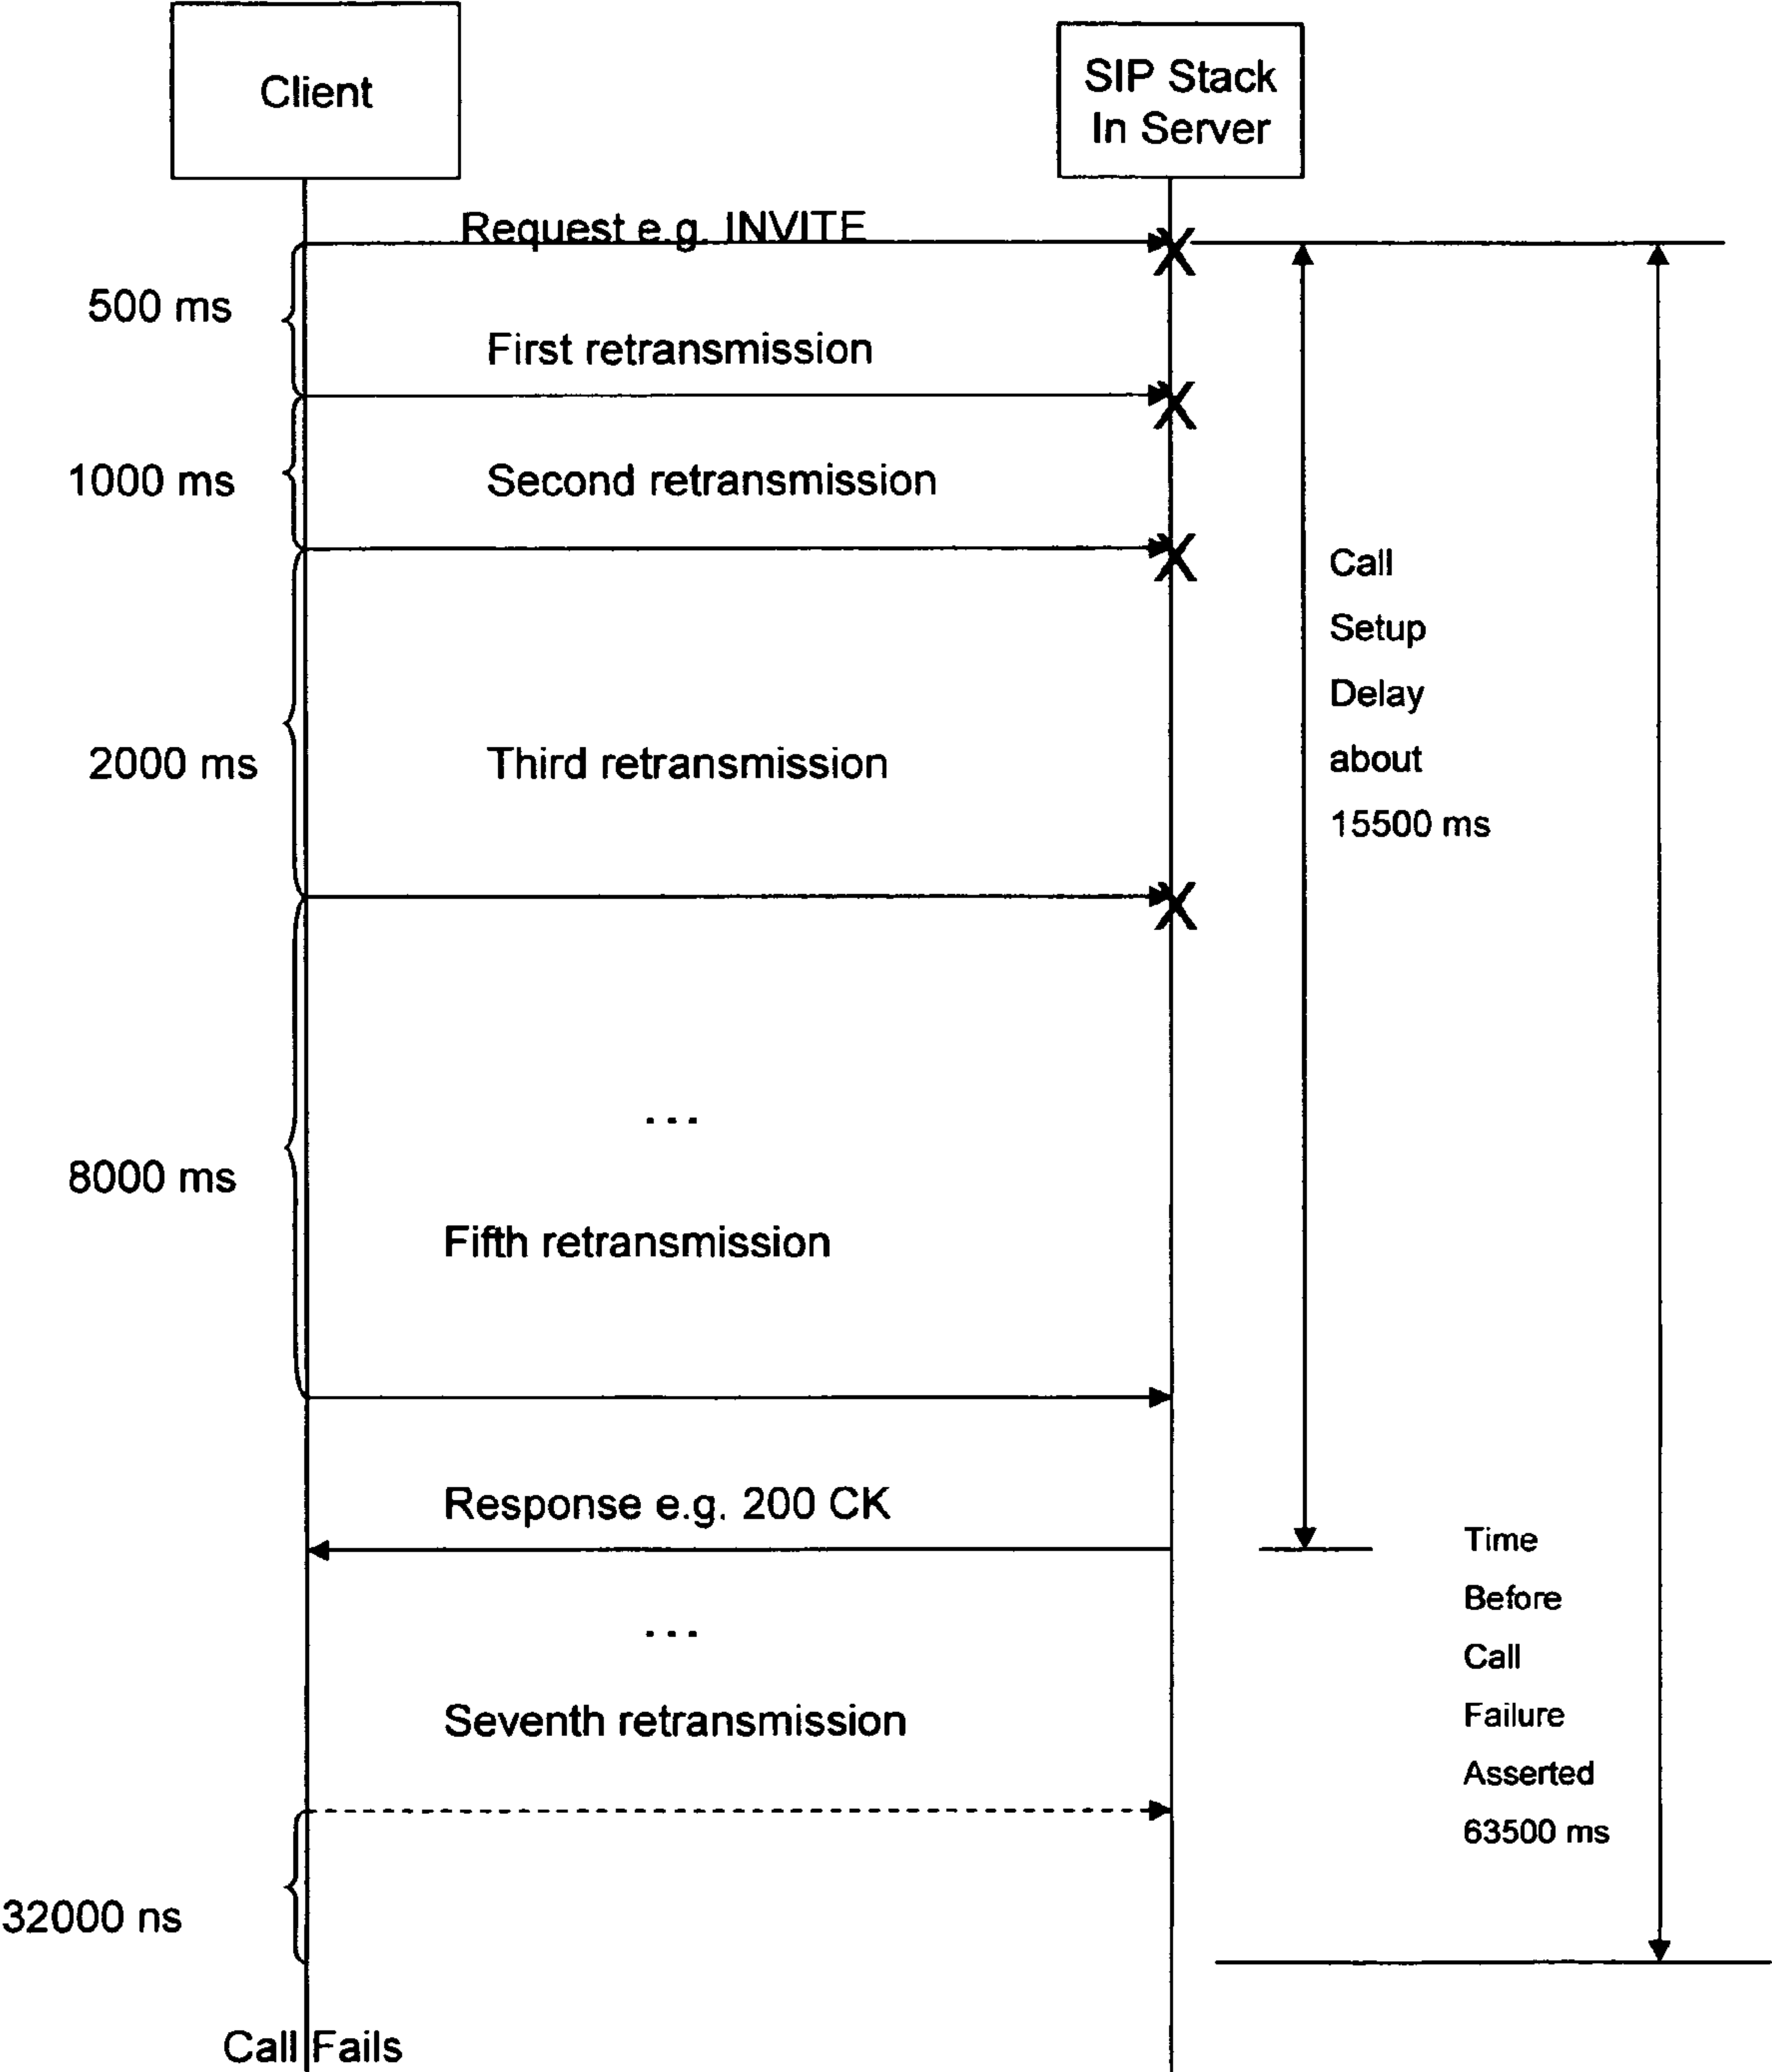 Client
SIP Stack
In Server
Request e.g. INVITE
500 ms
First retransmission
1000 ms
Second retransmission
Call
Setup
Delay
about
15500 ms
2000 ms
Third retransmission
...
8000 ms
Fifth retransmission
Response e.g. 200 CK
...
Time
Before
Call
Failure
Asserted
63500 ms
Seventh retransmission
32000 ns
Call Fails